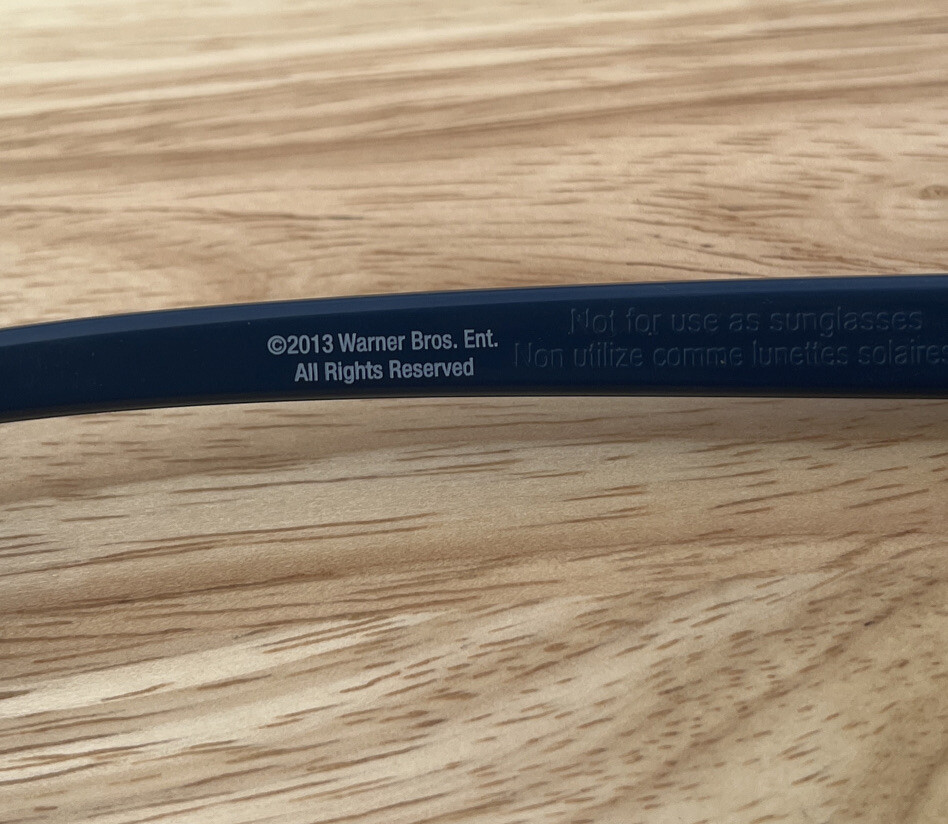 ©2013 Warner Bros. Ent.
All Rights Reserved
Not for use as sunglasses
Non utilize comme lunettes solaires